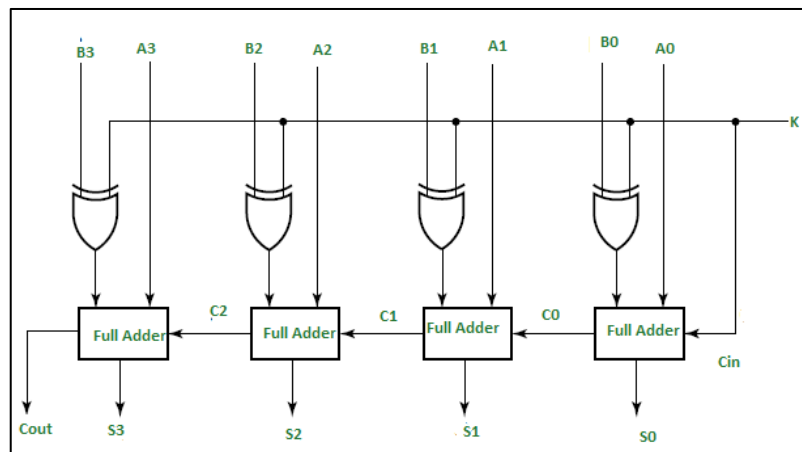 B3 A3 B2 A2 B1 A1 B0 A0
K
C2 C1 C0
Full Adder Full Adder Full Adder Full Adder
Cin
Cout S3 S2 S1 S0